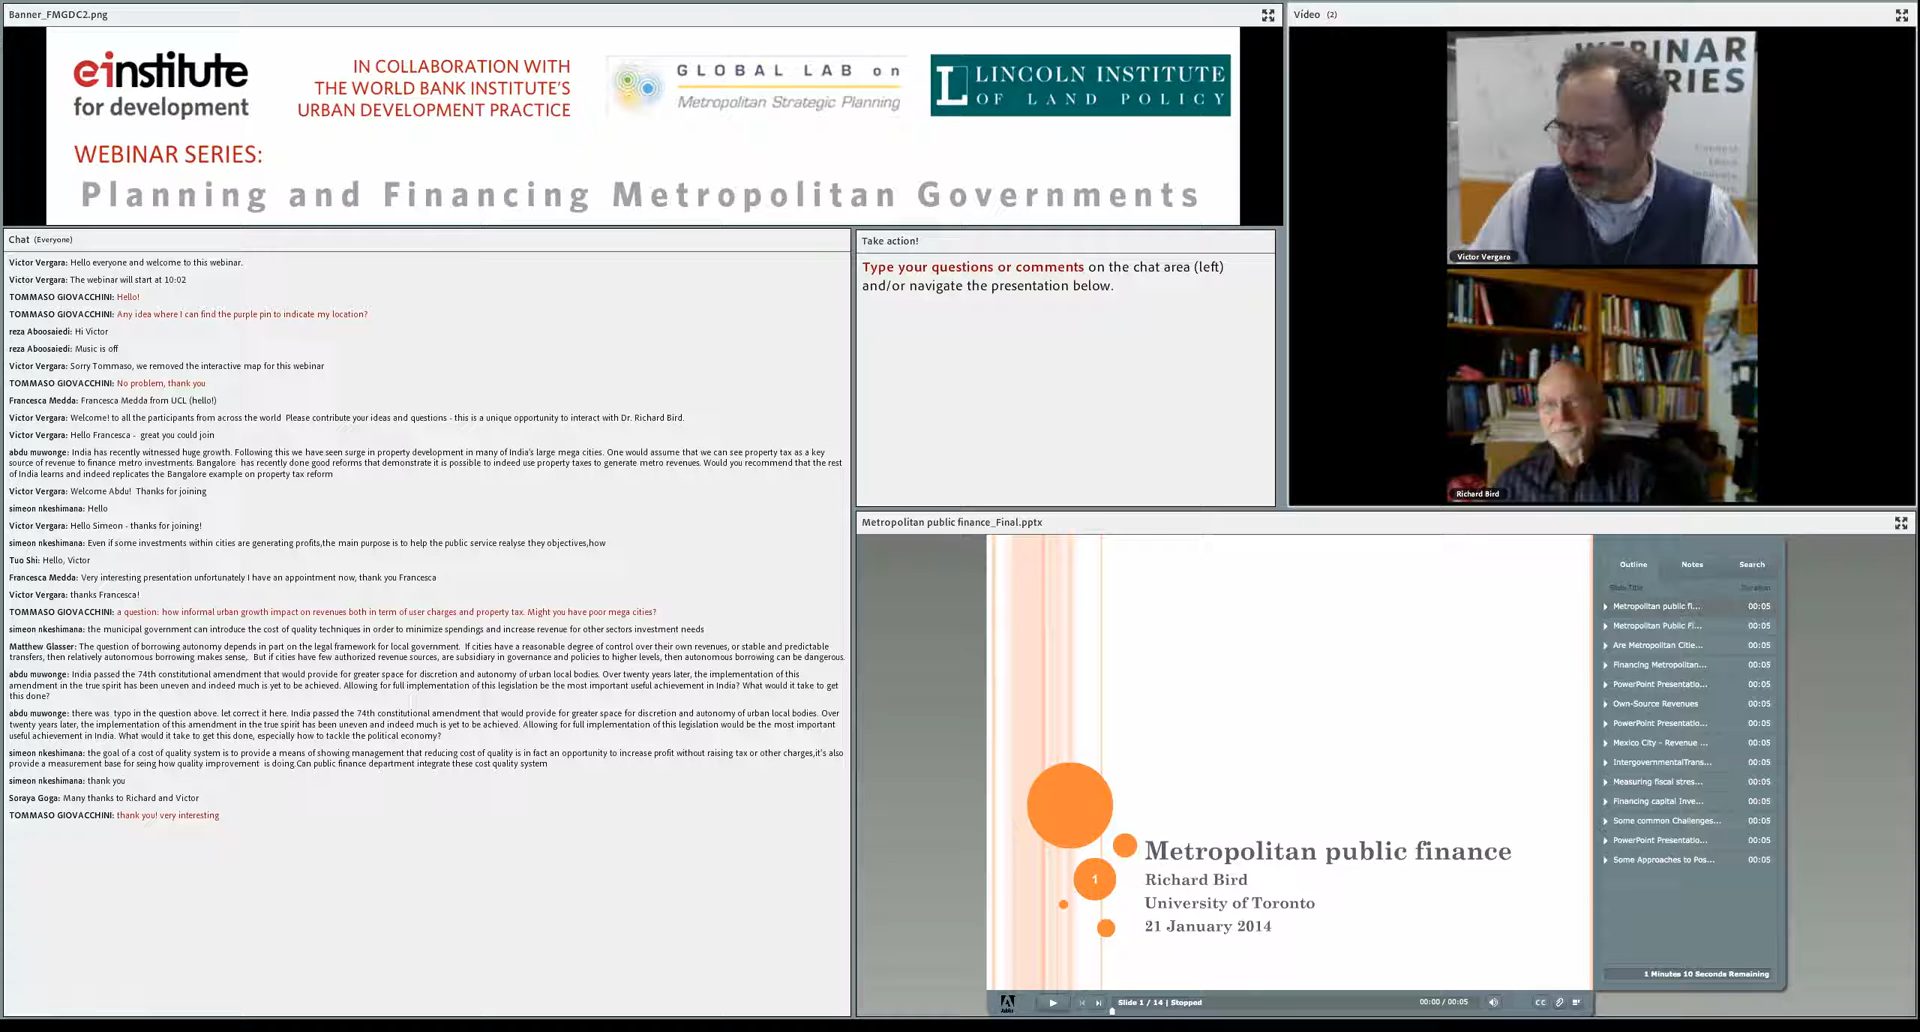 Banner_FMGDC2.png
einstitute
for development
IN COLLABORATION WITH
THE WORLD BANK INSTITUTE'S
URBAN DEVELOPMENT PRACTICE
GLOBAL LAB on
Metropolitan Strategic Planning
L LINCOLN INSTITUTE
OF LAND POLICY
WEBINAR SERIES:
Planning and Financing Metropolitan Governments
Video (2)
WEBINAR
SERIES
Victor Vergara
Richard Bird
Chat (Everyone)
Victor Vergara: Hello everyone and welcome to this webinar.
Victor Vergara: The webinar will start at 10:02
TOMMASO GIOVACCHINI: Hello!
TOMMASO GIOVACCHINI: Any idea where I can find the purple pin to indicate my location?
reza Aboosaiedi: Hi Victor
reza Aboosaiedi: Music is off
Victor Vergara: Sorry Tommaso, we removed the interactive map for this webinar
TOMMASO GIOVACCHINI: No problem, thank you
Francesca Medda: Francesca Medda from UCL (hello!)
Victor Vergara: Welcome! to all the participants from across the world Please contribute your ideas and questions - this is a unique opportunity to interact with Dr. Richard Bird.
Victor Vergara: Hello Francesca - great you could join
abdu muwonge: India has recently witnessed huge growth. Following this we have seen surge in property development in many of India's large mega cities. One would assume that we can see property tax as a key
source of revenue to finance metro investments. Bangalore has recently done good reforms that demonstrate it is possible to indeed use property taxes to generate metro revenues. Would you recommend that the rest
of India learns and indeed replicates the Bangalore example on property tax reform
Victor Vergara: Welcome Abdu! Thanks for joining
simeon nkeshimana: Hello
Victor Vergara: Hello Simeon - thanks for joining!
simeon nkeshimana: Even if some investments within cities are generating profits,the main purpose is to help the public service realyse they objectives,how
Tuo Shi: Hello, Victor
Francesca Medda: Very interesting presentation unfortunately I have an appointment now, thank you Francesca
Victor Vergara: thanks Francesca!
TOMMASO GIOVACCHINI: a question: how informal urban growth impact on revenues both in term of user charges and property tax. Might you have poor mega cities?
simeon nkeshimana: the municipal government can introduce the cost of quality techniques in order to minimize spendings and increase revenue for other sectors investment needs
Matthew Glasser: The question of borrowing autonomy depends in part on the legal framework for local government. If cities have a reasonable degree of control over their own revenues, or stable and predictable
transfers, then relatively autonomous borrowing makes sense,. But if cities have few authorized revenue sources, are subsidiary in governance and policies to higher levels, then autonomous borrowing can be dangerous.
abdu muwonge: India passed the 74th constitutional amendment that would provide for greater space for discretion and autonomy of urban local bodies. Over twenty years later, the implementation of this
amendment in the true spirit has been uneven and indeed much is yet to be achieved. Allowing for full implementation of this legislation be the most important useful achievement in India? What would it take to get
this done?
abdu muwonge: there was typo in the question above. let correct it here. India passed the 74th constitutional amendment that would provide for greater space for discretion and autonomy of urban local bodies. Over
twenty years later, the implementation of this amendment in the true spirit has been uneven and indeed much is yet to be achieved. Allowing for full implementation of this legislation would be the most important
useful achievement in India. What would it take to get this done, especially how to tackle the political economy?
simeon nkeshimana: the goal of a cost of quality system is to provide a means of showing management that reducing cost of quality is in fact an opportunity to increase profit without raising tax or other charges,it's also
provide a measurement base for seing how quality improvement is doing.Can public finance department integrate these cost quality system
simeon nkeshimana: thank you
Soraya Goga: Many thanks to Richard and Victor
TOMMASO GIOVACCHINI: thank you! very interesting
Take action!
Type your questions or comments on the chat area (left)
and/or navigate the presentation below.
Metropolitan public finance_Final.pptx
1
Metropolitan public finance
Richard Bird
University of Toronto
21 January 2014
Outline Notes Search
Slide Title Duration
Metropolitan public fi... 00:05
Metropolitan Public Fi... 00:05
Are Metropolitan Citie... 00:05
Financing Metropolitan... 00:05
PowerPoint Presentatio... 00:05
Own-Source Revenues 00:05
PowerPoint Presentatio... 00:05
Mexico City - Revenue ... 00:05
IntergovernmentalTrans... 00:05
Measuring fiscal stres... 00:05
Financing capital Inve... 00:05
Some common Challenges... 00:05
PowerPoint Presentatio... 00:05
Some Approaches to Pos... 00:05
1 Minutes 10 Seconds Remaining
Adobe
Slide 1 / 14 | Stopped
00:00 / 00:05
CC